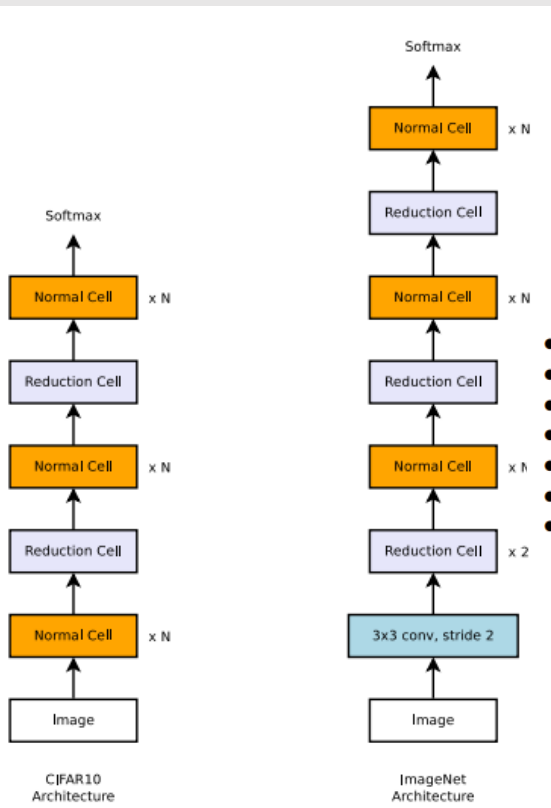 Softmax
Normal Cell x N
Reduction Cell
Normal Cell x N
Reduction Cell
Normal Cell x N
Image
CIFAR10
Architecture
Softmax
Normal Cell x N
Reduction Cell
Normal Cell x N
Reduction Cell
Normal Cell x N
Reduction Cell x 2
3x3 conv, stride 2
Image
ImageNet
Architecture